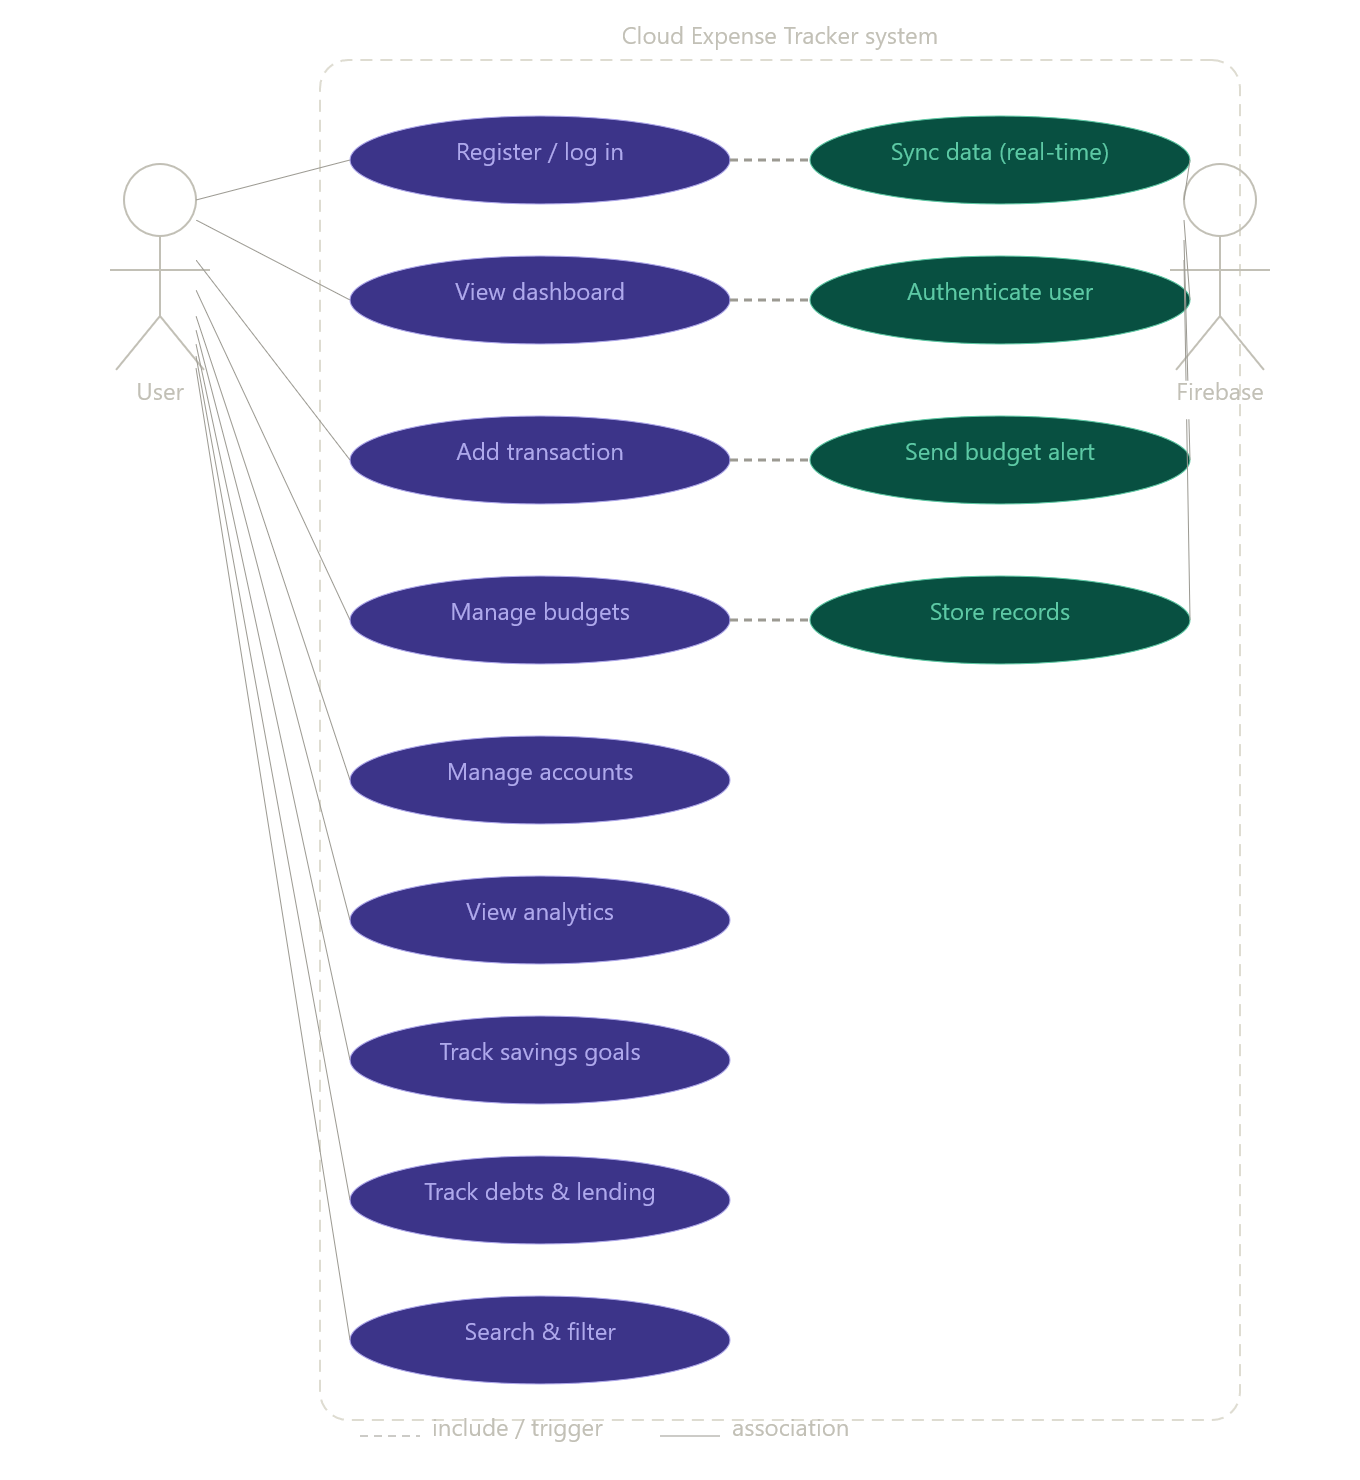 Cloud Expense Tracker system
Register / log in
Sync data (real-time)
View dashboard
Authenticate user
User
Firebase
Add transaction
Send budget alert
Manage budgets
Store records
Manage accounts
View analytics
Track savings goals
Track debts & lending
Search & filter
include / trigger
association